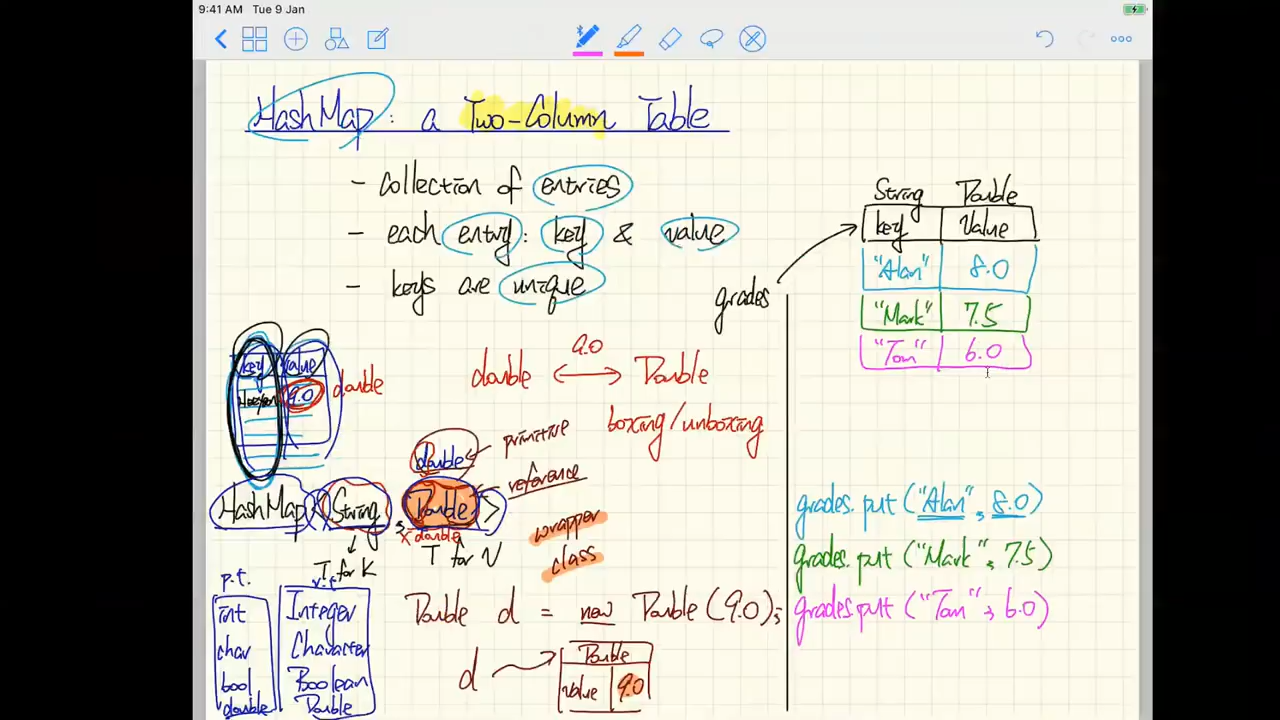 9:41 AM Tue 9 Jan
HashMap: a Two-Column Table
- collection of entries
- each entry: key & value
- keys are unique
grades
String Double
key Value
"Alan" 8.0
"Mark" 7.5
"Tom" 6.0
key value
9.0 double
9.0
double Double
boxing/unboxing
double primitive
reference
HashMap<String, Double>
x double
wrapper
class
T for K
T for V
p.t. r.t.
int Integer
char Character
bool Boolean
double Double
Double d = new Double(9.0);
d
Double
value 9.0
grades.put("Alan", 8.0)
grades.put("Mark", 7.5)
grades.put("Tom", 6.0)